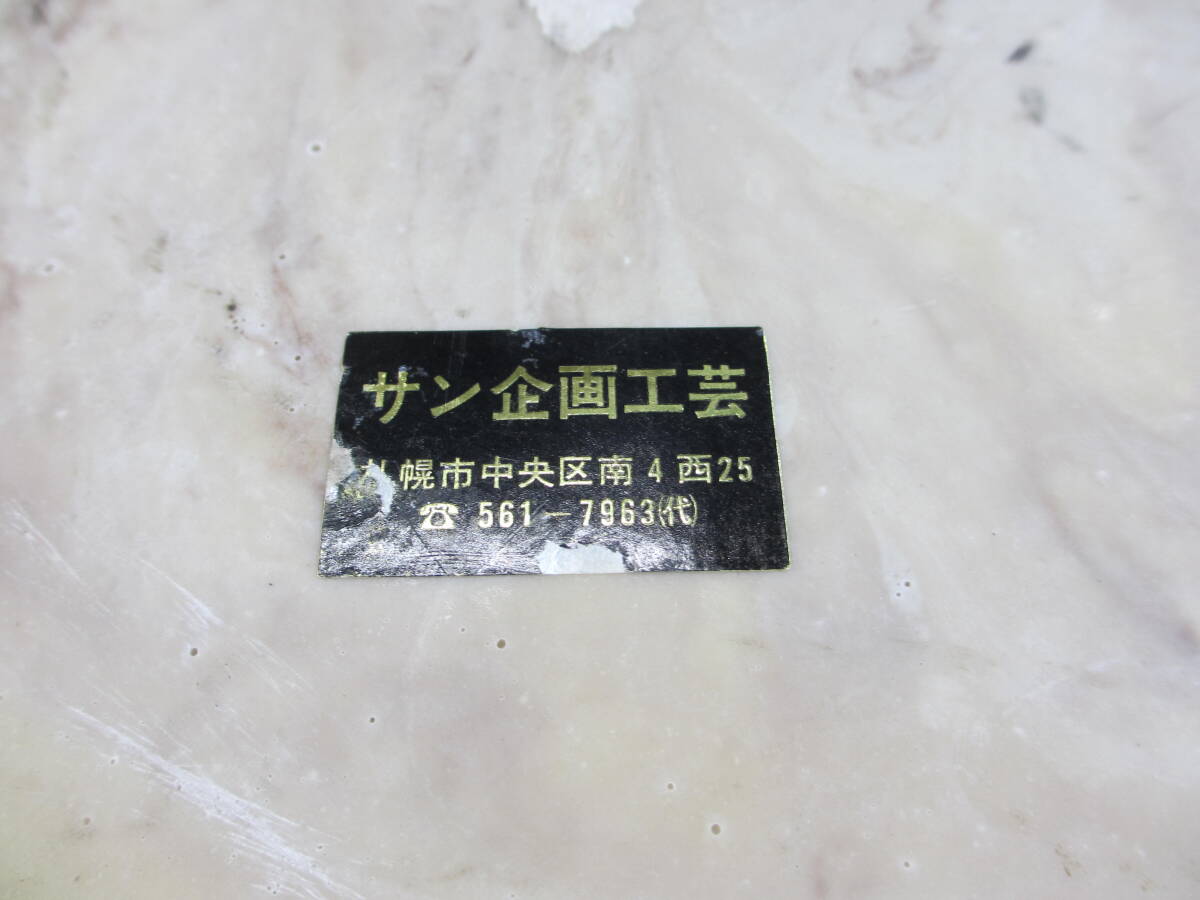 サン企画工芸
札幌市中央区南4西25
☎ 561-7963(代)